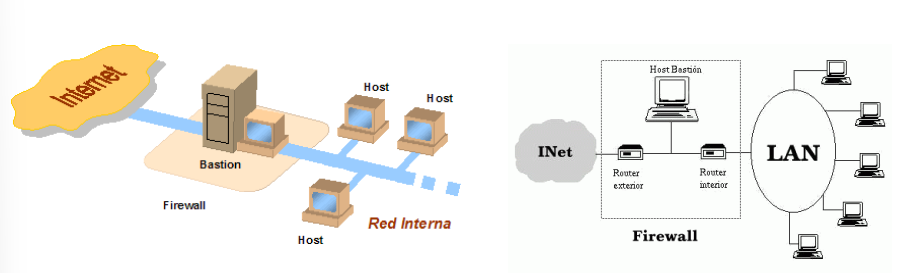 Internet
Host
Host
Bastion
Firewall
Red Interna
Host
Host Bastión
INet
Router
exterior
Router
interior
LAN
Firewall